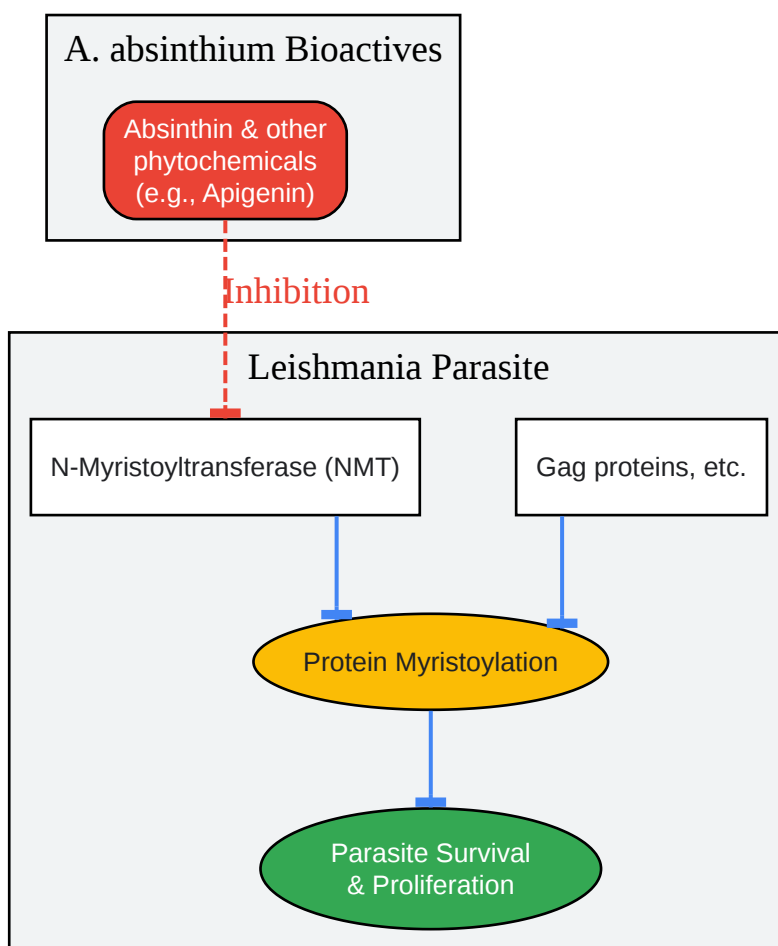 A. absinthium Bioactives
Absinthin & other
phytochemicals
(e.g., Apigenin)
Inhibition
Leishmania Parasite
N-Myristoyltransferase (NMT)
Gag proteins, etc.
Protein Myristoylation
Parasite Survival
& Proliferation